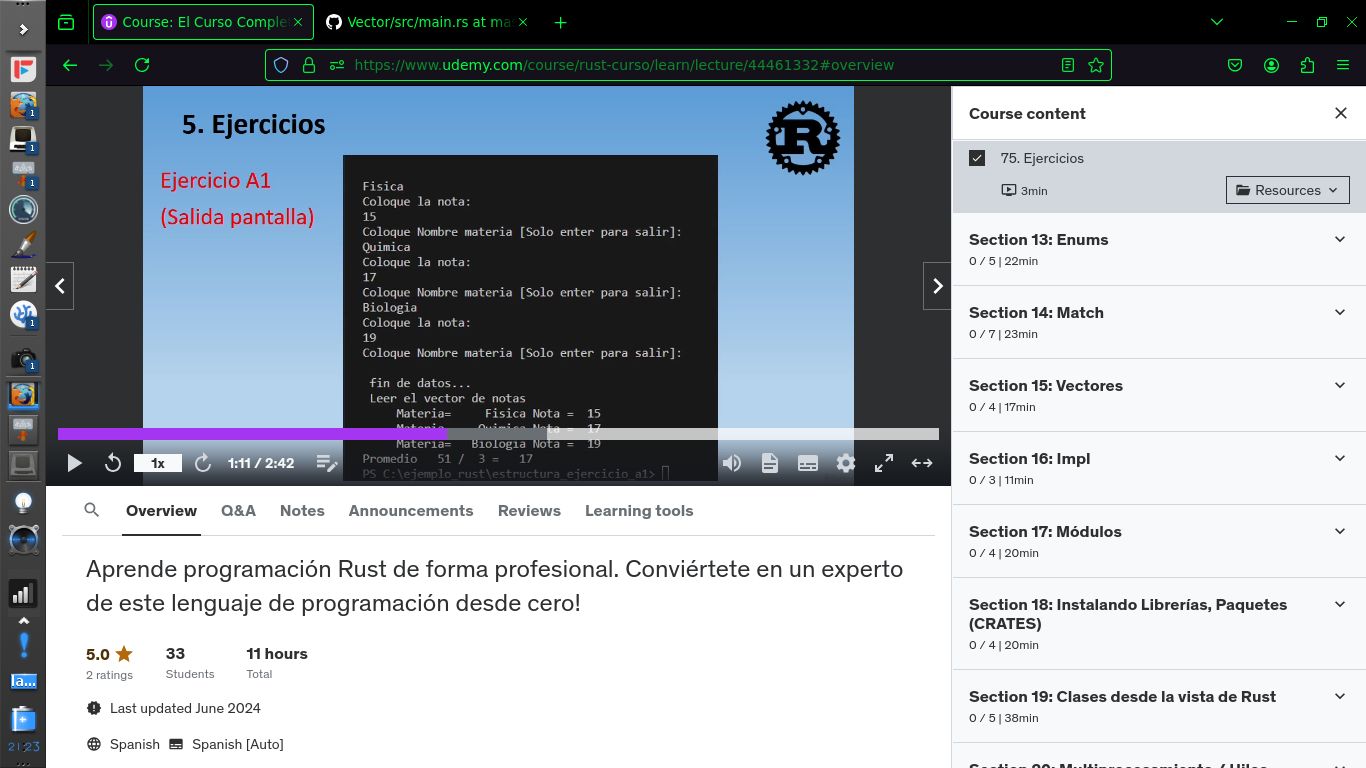 Course: El Curso Comple
Vector/src/main.rs at ma
https://www.udemy.com/course/rust-curso/learn/lecture/44461332#overview
5. Ejercicios
Ejercicio A1
(Salida pantalla)
Fisica
Coloque la nota:
15
Coloque Nombre materia [Solo enter para salir]:
Quimica
Coloque la nota:
17
Coloque Nombre materia [Solo enter para salir]:
Biologia
Coloque la nota:
19
Coloque Nombre materia [Solo enter para salir]:
fin de datos...
Leer el vector de notas
Materia= Fisica Nota = 15
Materia= Quimica Nota = 17
Materia= Biologia Nota = 19
Promedio 51 / 3 = 17
PS C:\ejemplo_rust\estructura_ejercicio_a1>
1x
1:11 / 2:42
Overview Q&A Notes Announcements Reviews Learning tools
Aprende programación Rust de forma profesional. Conviértete en un experto
de este lenguaje de programación desde cero!
5.0 33 11 hours
2 ratings Students Total
Last updated June 2024
Spanish Spanish [Auto]
Course content
75. Ejercicios
3min Resources
Section 13: Enums
0 / 5 | 22min
Section 14: Match
0 / 7 | 23min
Section 15: Vectores
0 / 4 | 17min
Section 16: Impl
0 / 3 | 11min
Section 17: Módulos
0 / 4 | 20min
Section 18: Instalando Librerías, Paquetes
(CRATES)
0 / 4 | 20min
Section 19: Clases desde la vista de Rust
0 / 5 | 38min
1
1
1
1
1
la...
21:23